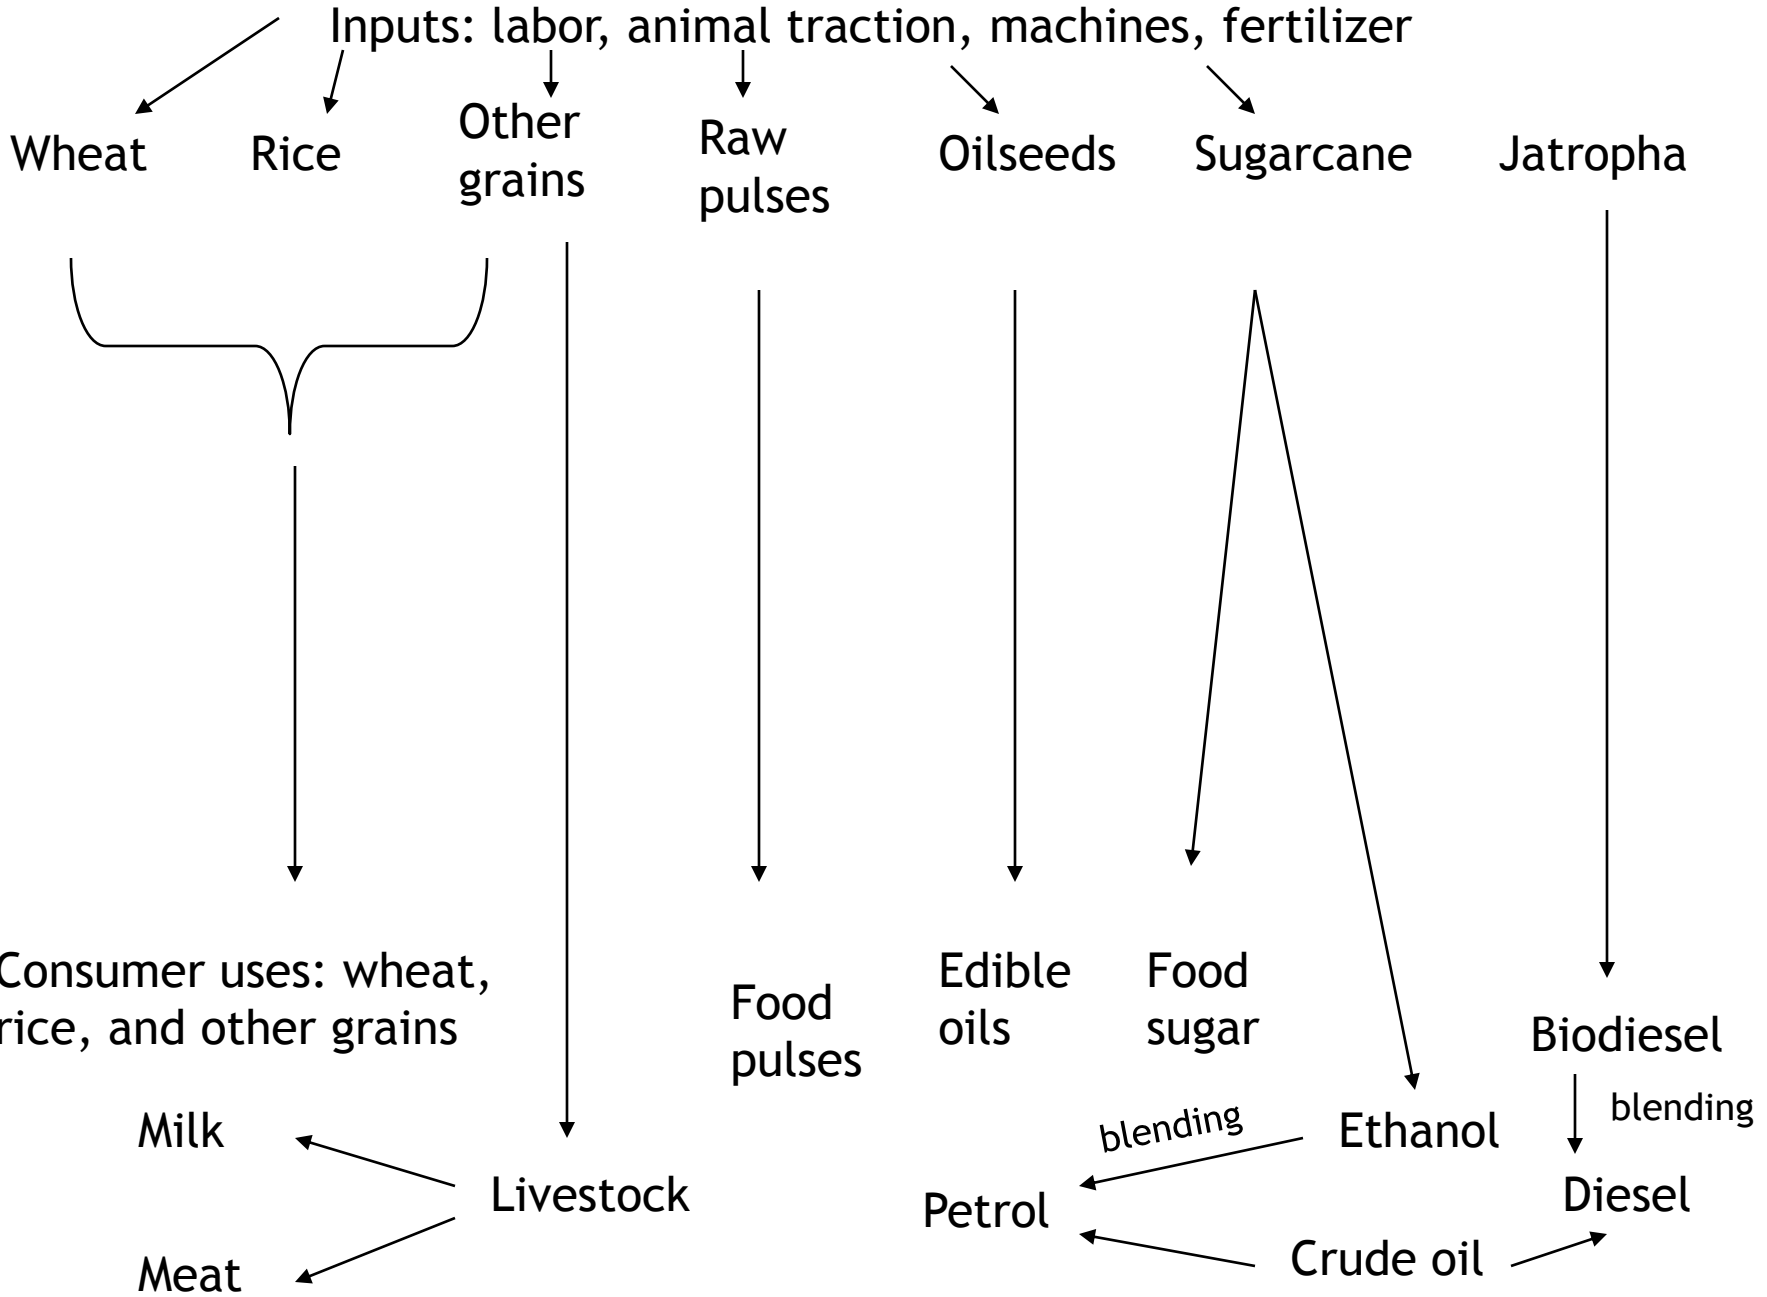 Inputs: labor, animal traction, machines, fertilizer
Wheat
Rice
Other
grains
Raw
pulses
Oilseeds
Sugarcane
Jatropha
Consumer uses: wheat,
rice, and other grains
Food
pulses
Edible
oils
Food
sugar
Biodiesel
blending
Milk
blending
Ethanol
Livestock
Petrol
Diesel
Meat
Crude oil